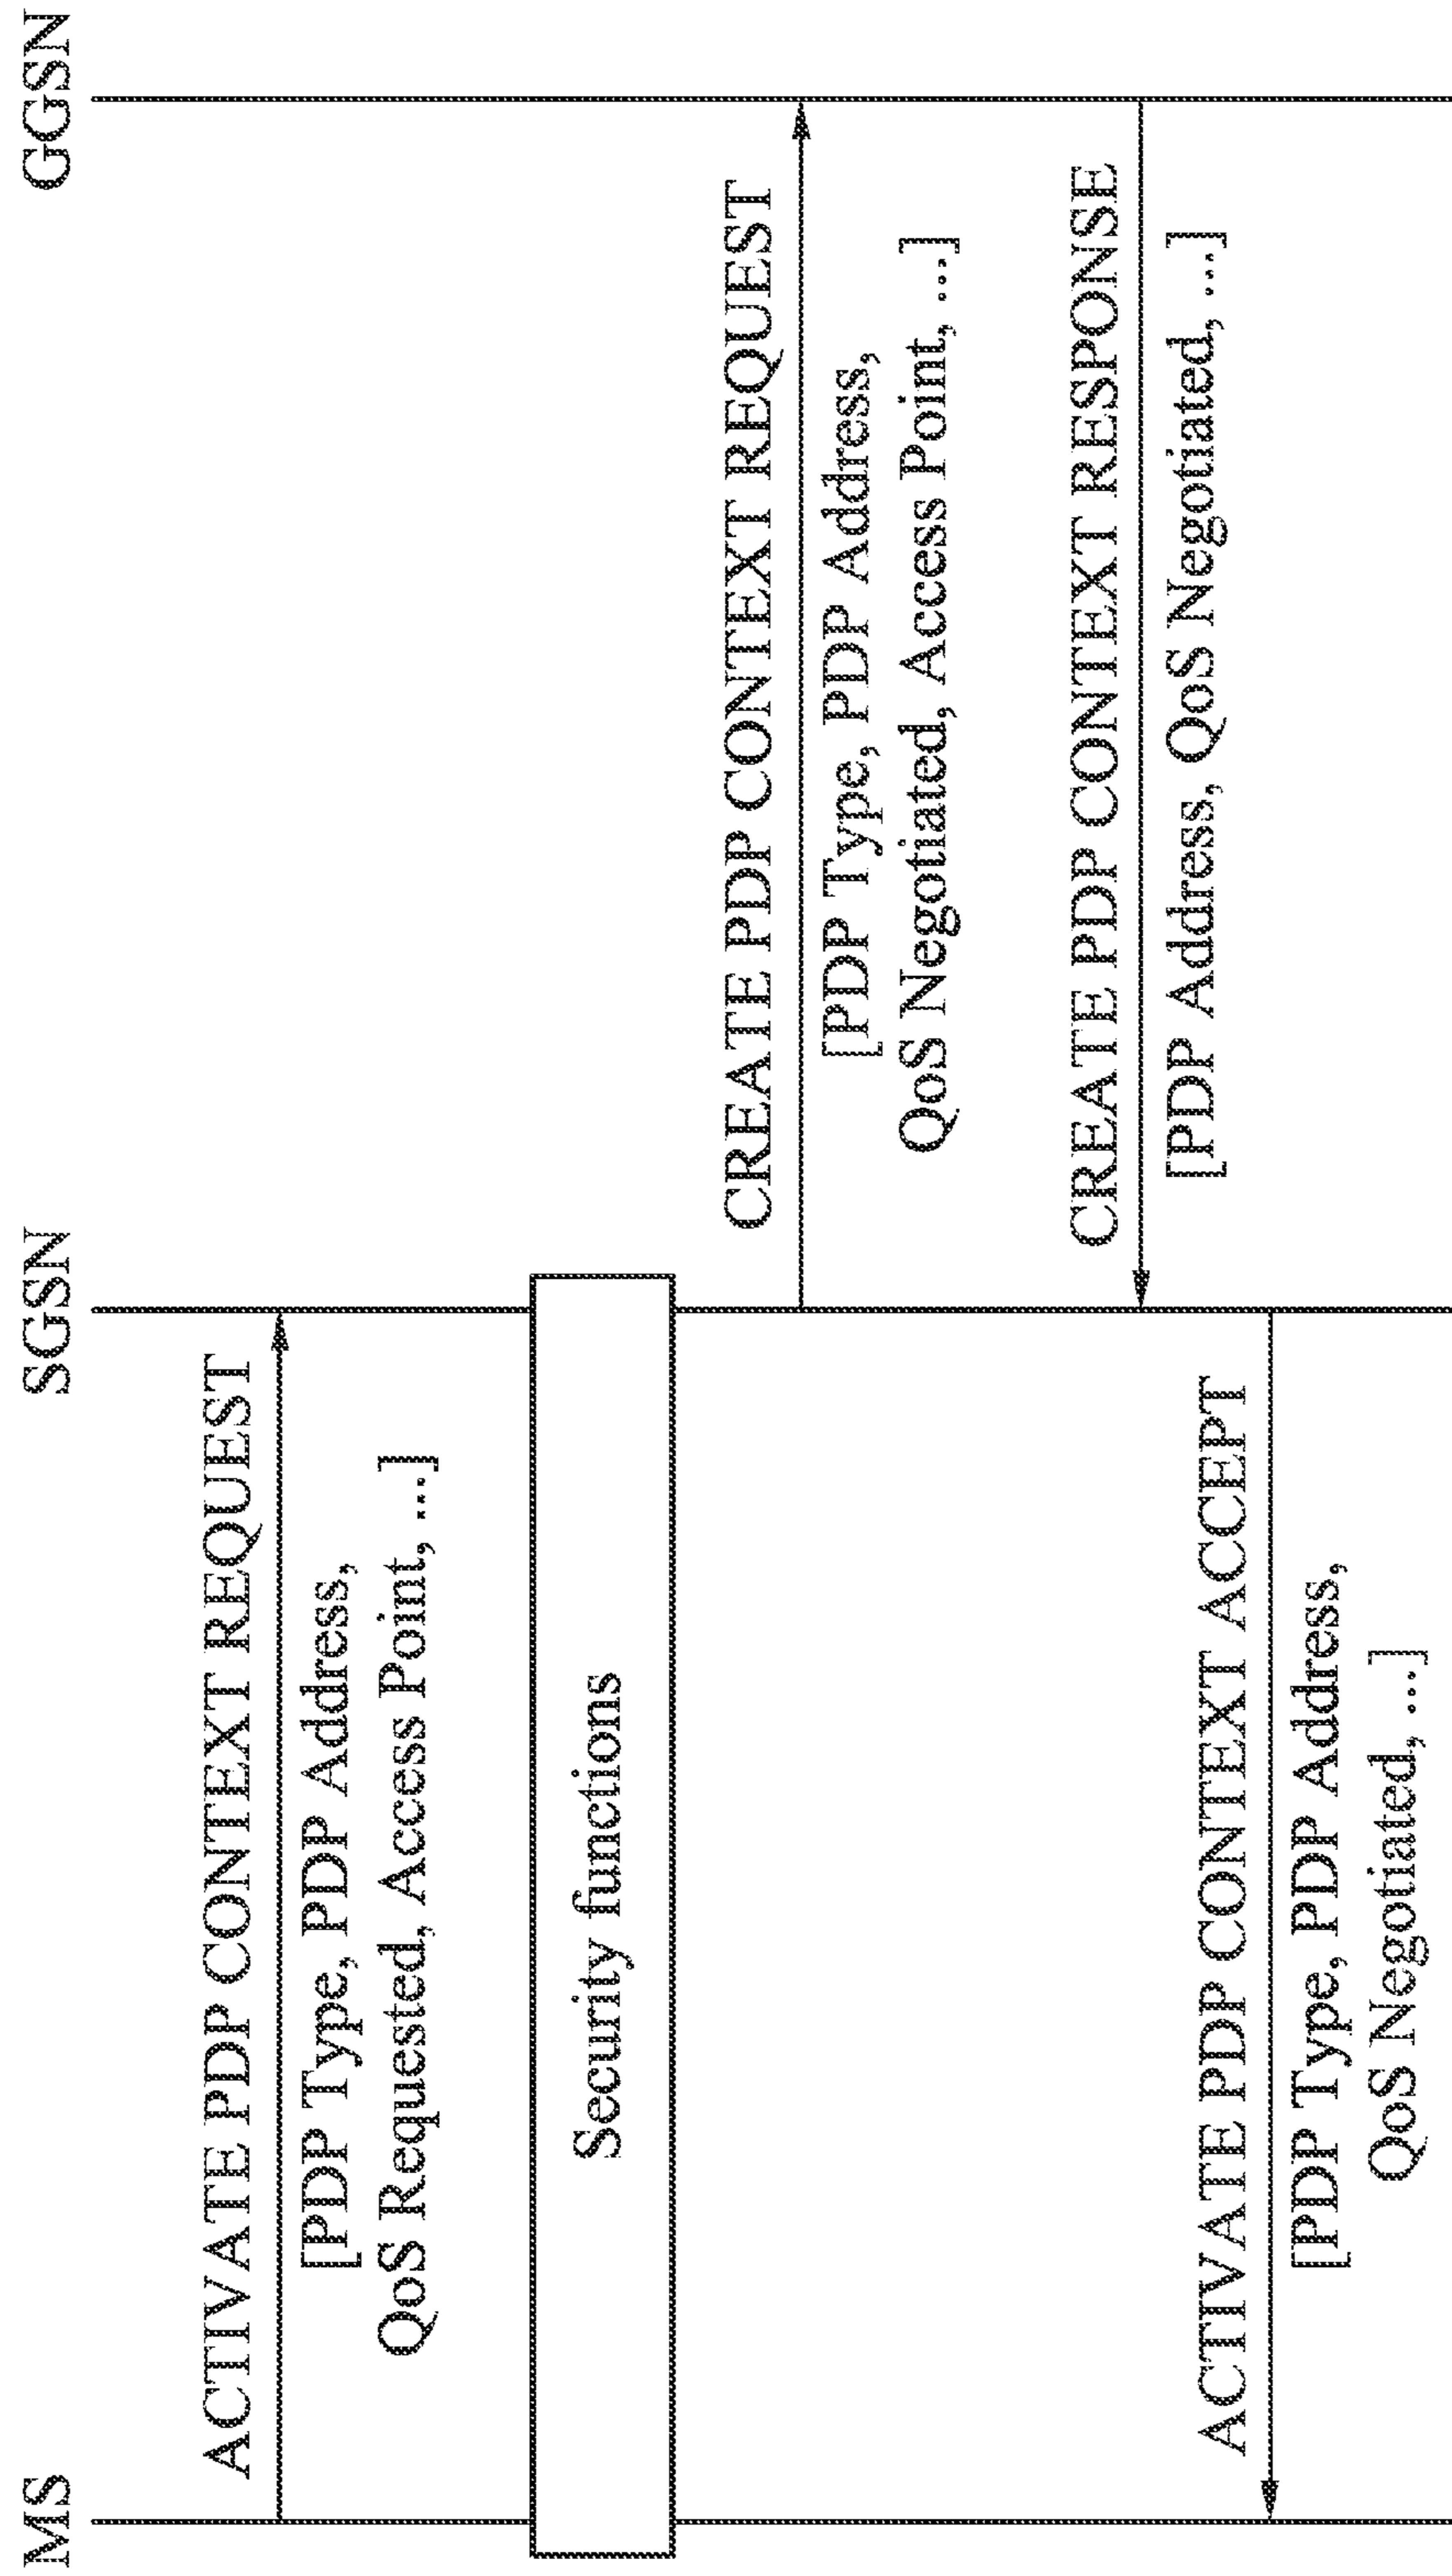 MS
SGSN
GGSN
ACTIVATE PDP CONTEXT REQUEST
[PDP Type, PDP Address,
QoS Requested, Access Point, ...]
Security functions
CREATE PDP CONTEXT REQUEST
[PDP Type, PDP Address,
QoS Negotiated, Access Point, ...]
CREATE PDP CONTEXT RESPONSE
[PDP Address, QoS Negotiated, ...]
ACTIVATE PDP CONTEXT ACCEPT
[PDP Type, PDP Address,
QoS Negotiated, ...]